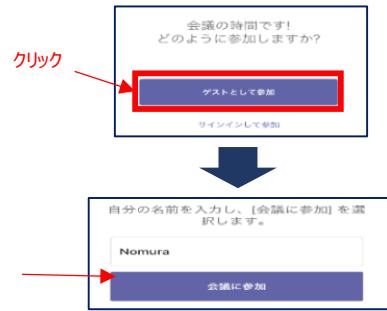 会議の時間です!
どのように参加しますか?
クリック
ゲストとして参加
サインインして参加
自分の名前を入力し、[会議に参加] を選
択します。
Nomura
会議に参加